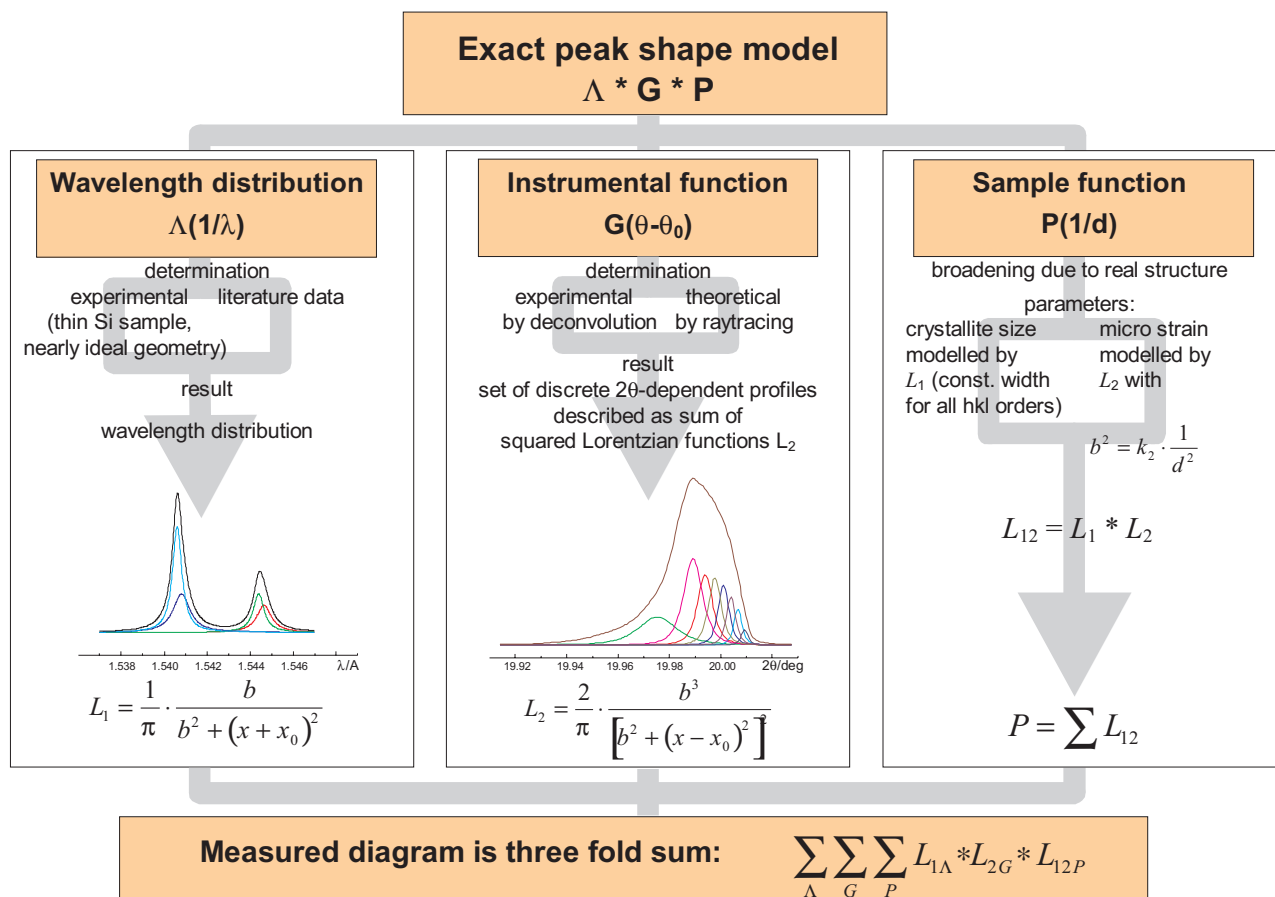 Exact peak shape model
Λ * G * P
Wavelength distribution
Λ(1/λ)
determination
experimental literature data
(thin Si sample,
nearly ideal geometry)
result
wavelength distribution
1.538 1.540 1.542 1.544 1.546 λ/A
L₁ = 1/π · b/(b² + (x + x₀)²)
Instrumental function
G(θ-θ₀)
determination
experimental theoretical
by deconvolution by raytracing
result
set of discrete 2θ-dependent profiles
described as sum of
squared Lorentzian functions L₂
19.92 19.94 19.96 19.98 20.00 2θ/deg
L₂ = 2/π · b³/[b² + (x − x₀)²]²
Sample function
P(1/d)
broadening due to real structure
parameters:
crystallite size micro strain
modelled by modelled by
L₁ (const. width L₂ with
for all hkl orders)
b² = k₂ · 1/d²
L₁₂ = L₁ * L₂
P = ∑ L₁₂
Measured diagram is three fold sum: ∑Λ ∑G ∑P L₁Λ * L₂G * L₁₂P